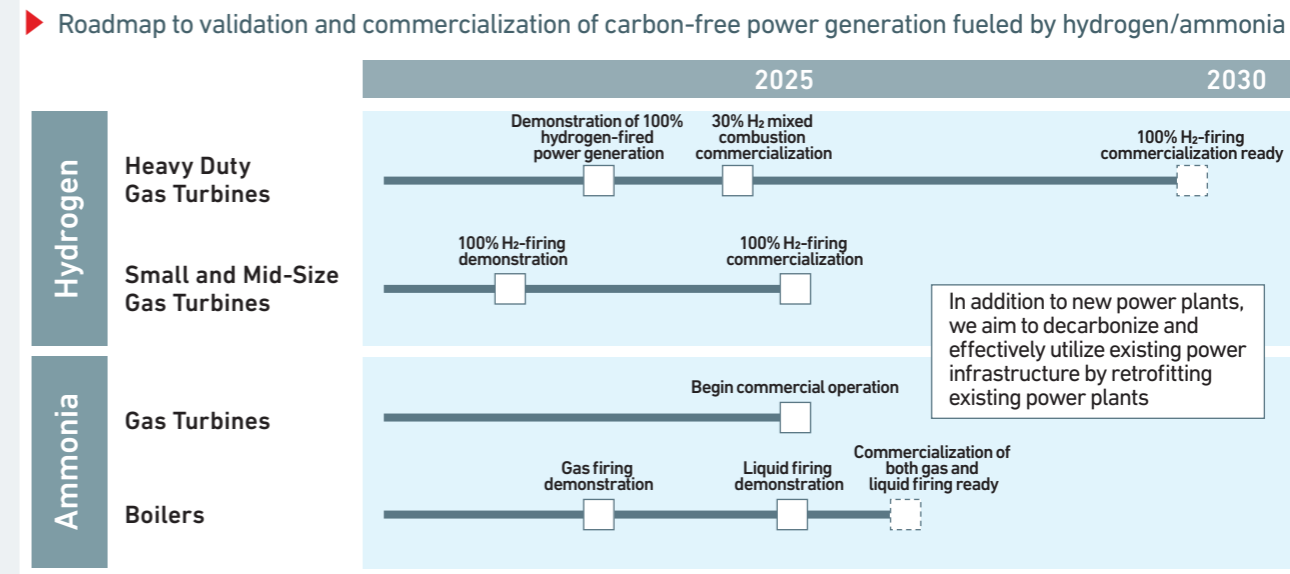 Roadmap to validation and commercialization of carbon-free power generation fueled by hydrogen/ammonia
2025
2030
Hydrogen
Heavy Duty
Gas Turbines
Demonstration of 100%
hydrogen-fired
power generation
30% H₂ mixed
combustion
commercialization
100% H₂-firing
commercialization ready
Small and Mid-Size
Gas Turbines
100% H₂-firing
demonstration
100% H₂-firing
commercialization
In addition to new power plants,
we aim to decarbonize and
effectively utilize existing power
infrastructure by retrofitting
existing power plants
Ammonia
Gas Turbines
Begin commercial operation
Boilers
Gas firing
demonstration
Liquid firing
demonstration
Commercialization of
both gas and
liquid firing ready